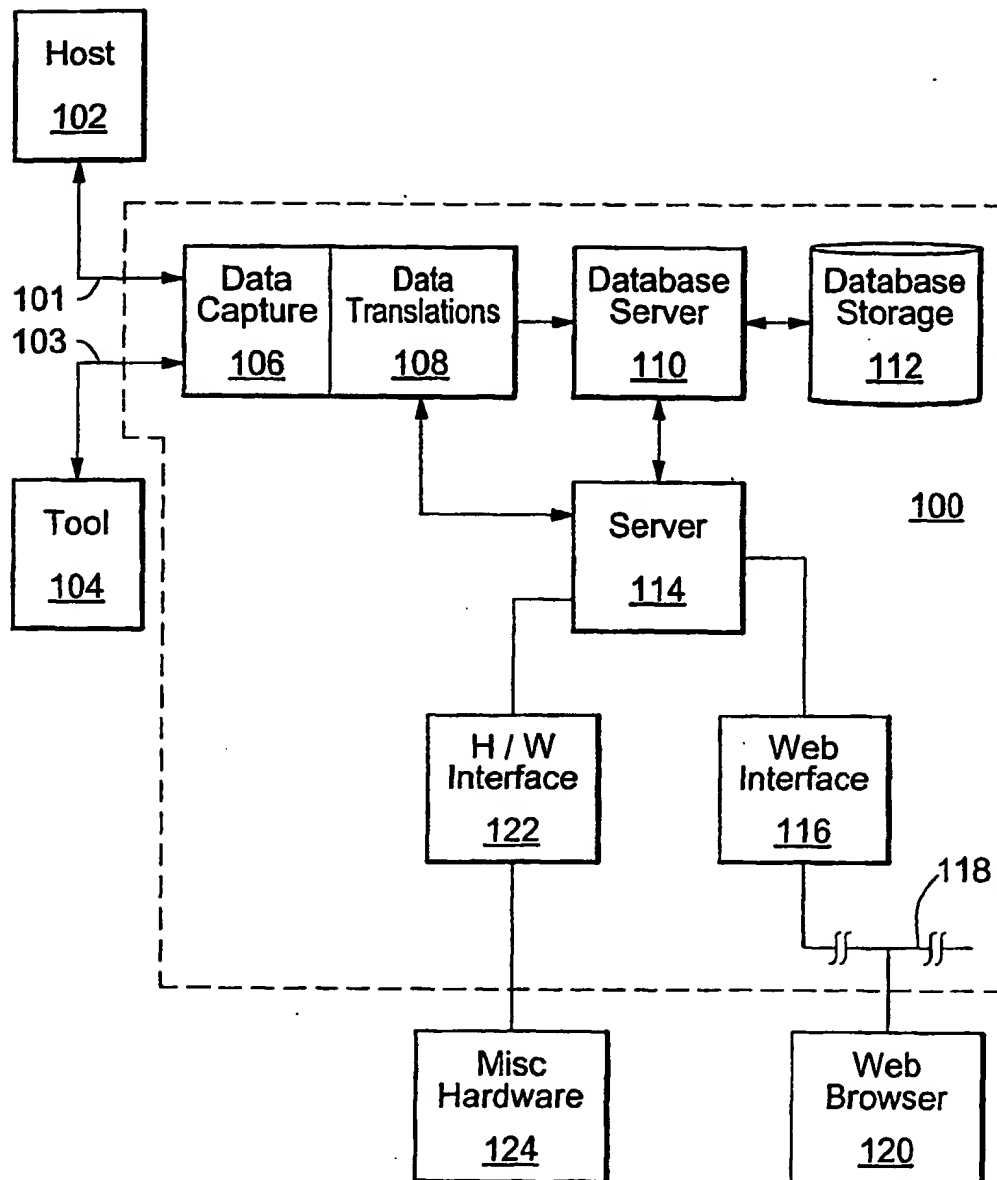 Host
102
101
103
Data
Capture
106
Data
Translations
108
Database
Server
110
Database
Storage
112
Tool
104
Server
114
100
H / W
Interface
122
Web
Interface
116
118
Misc
Hardware
124
Web
Browser
120